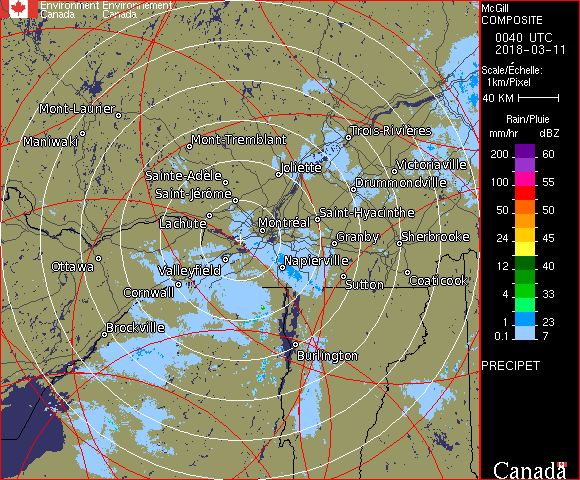 Environment Environnement
Canada Canada
McGill
COMPOSITE
0040 UTC
2018-03-11
Scale/Échelle:
1km/Pixel
40 KM
Rain/Pluie
mm/hr dBZ
200 60
100 55
50 50
24 45
12 40
4 33
1 23
0.1 7
PRECIPET
Canada
Mont-Laurier
Maniwaki
Mont-Tremblant
Trois-Rivières
Joliette
Victoriaville
Sainte-Adèle
Drummondville
Saint-Jérôme
Lachute
Saint-Hyacinthe
Montréal
Granby
Sherbrooke
Ottawa
Valleyfield
Napierville
Cornwall
Sutton
Coaticook
Brockville
Burlington